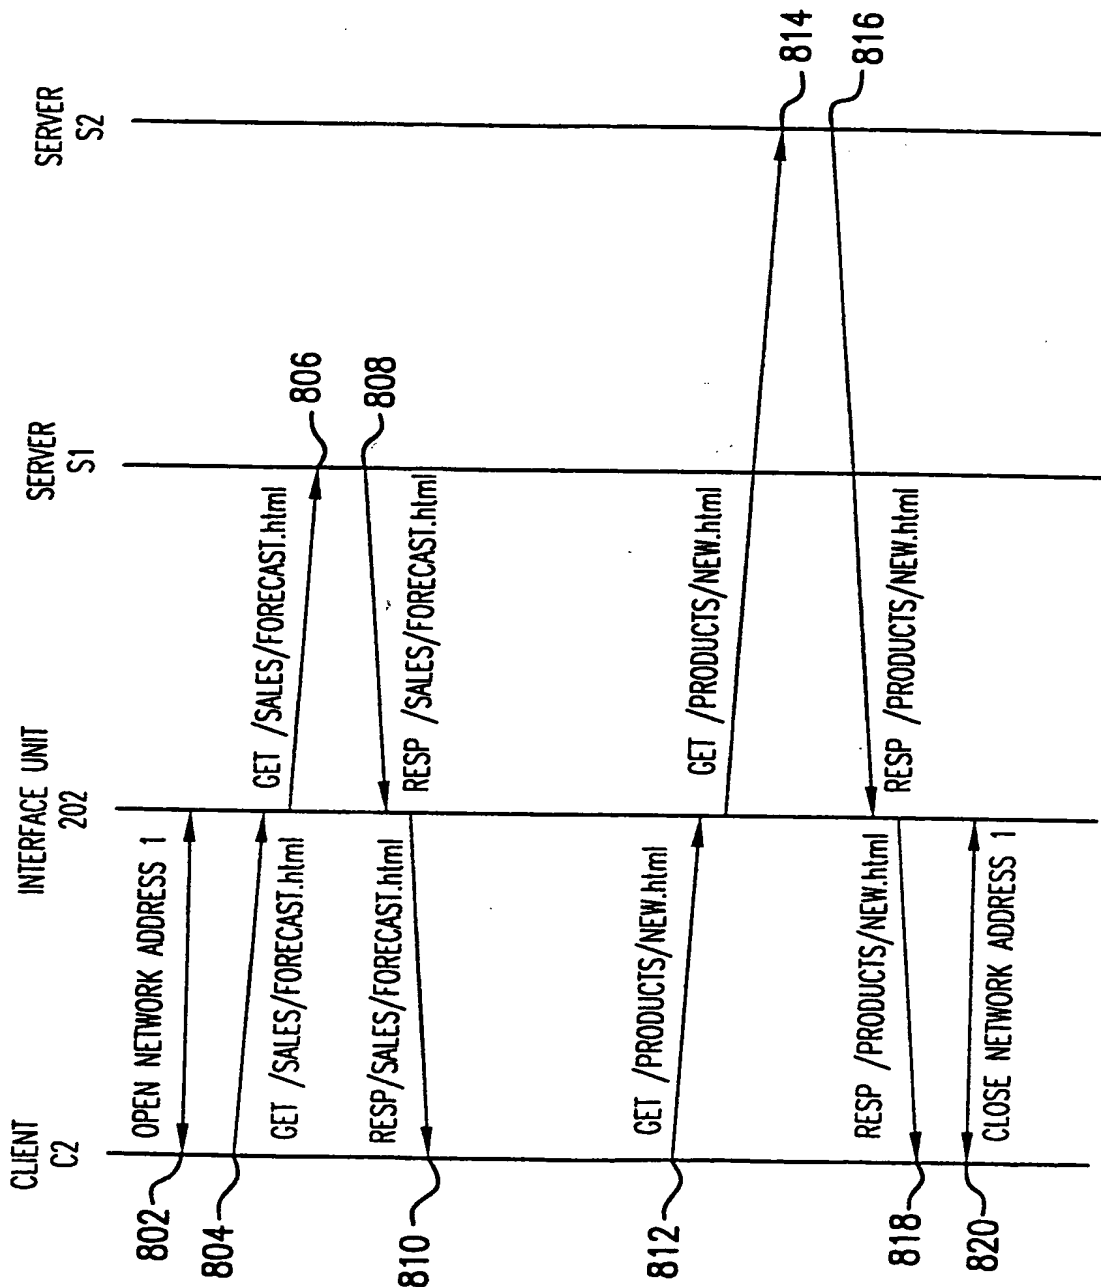 CLIENT
C2
INTERFACE UNIT
202
SERVER
S1
SERVER
S2
802
OPEN NETWORK ADDRESS 1
804
GET /SALES/FORECAST.html
GET /SALES/FORECAST.html
806
808
RESP /SALES/FORECAST.html
RESP/SALES/FORECAST.html
810
812
GET /PRODUCTS/NEW.html
GET /PRODUCTS/NEW.html
814
816
RESP /PRODUCTS/NEW.html
RESP /PRODUCTS/NEW.html
818
820
CLOSE NETWORK ADDRESS 1